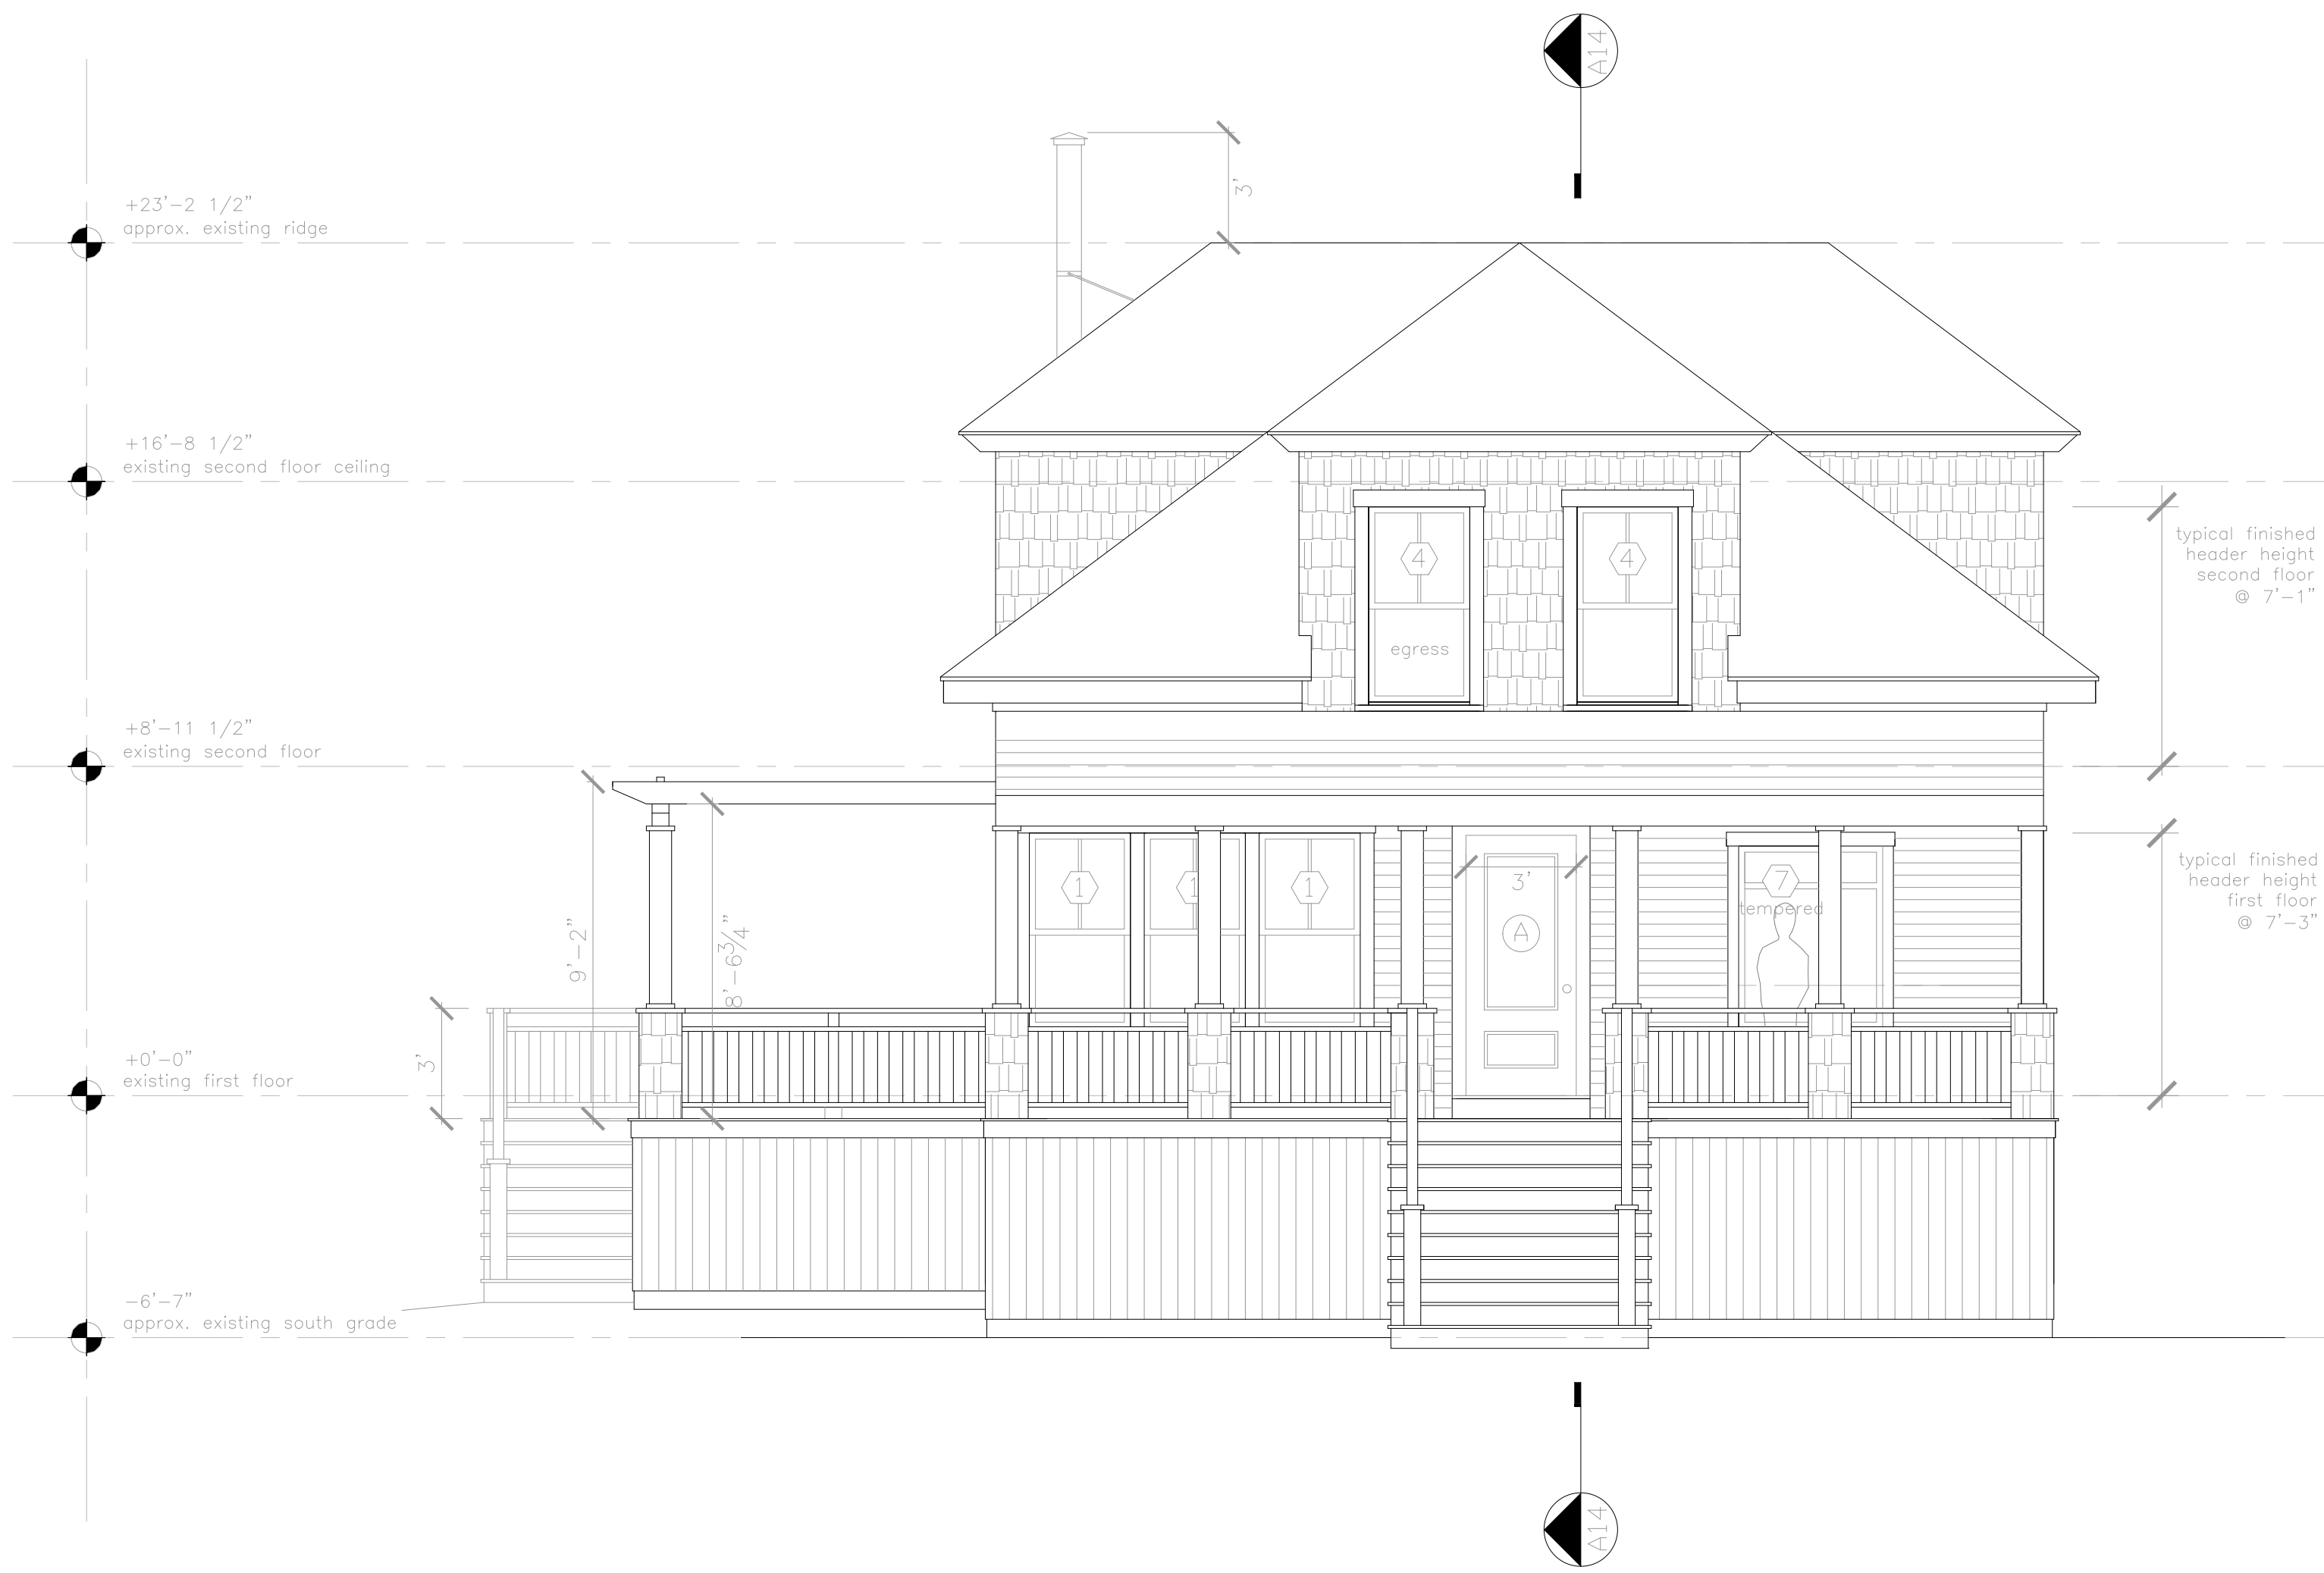 A14
3'
+23'-2 1/2"
approx. existing ridge
+16'-8 1/2"
existing second floor ceiling
4
4
typical finished
header height
second floor
@ 7'-1"
egress
+8'-11 1/2"
existing second floor
typical finished
header height
first floor
@ 7'-3"
1
1
1
3'
7
tempered
A
9'-2"
8'-6 3/4"
3'
+0'-0"
existing first floor
-6'-7"
approx. existing south grade
A14